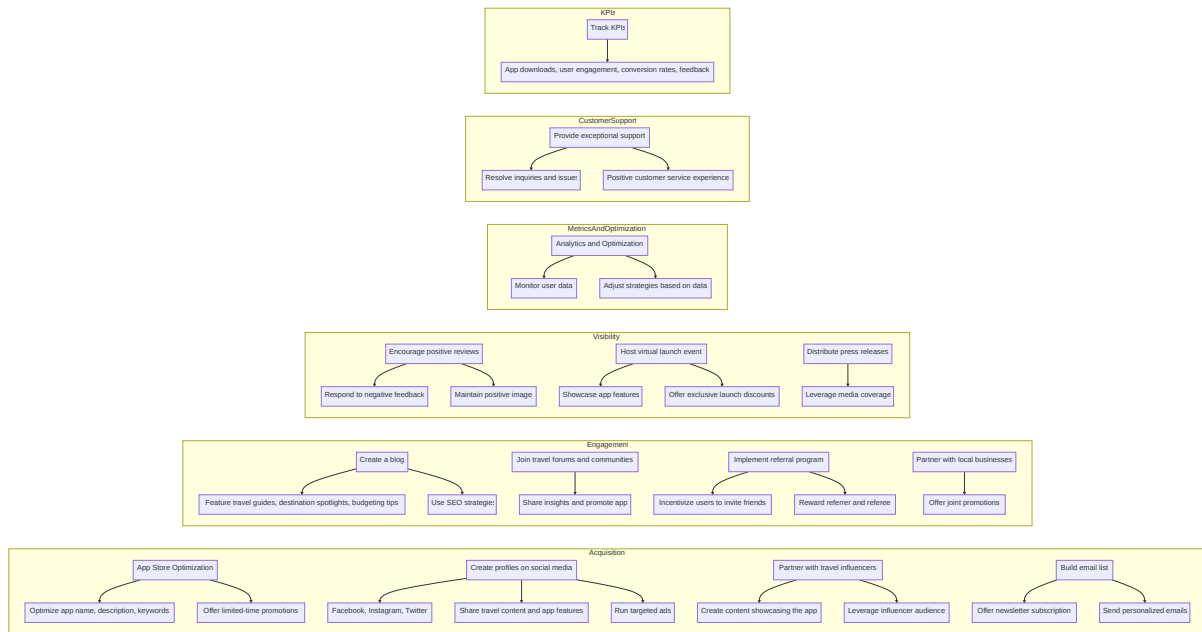 KPIs
Track KPIs
App downloads, user engagement, conversion rates, feedback
CustomerSupport
Provide exceptional support
Resolve inquiries and issues
Positive customer service experience
MetricsAndOptimization
Analytics and Optimization
Monitor user data
Adjust strategies based on data
Visibility
Encourage positive reviews
Host virtual launch event
Distribute press releases
Respond to negative feedback
Maintain positive image
Showcase app features
Offer exclusive launch discounts
Leverage media coverage
Engagement
Create a blog
Join travel forums and communities
Implement referral program
Partner with local businesses
Feature travel guides, destination spotlights, budgeting tips
Use SEO strategies
Share insights and promote app
Incentivize users to invite friends
Reward referrer and referee
Offer joint promotions
Acquisition
App Store Optimization
Create profiles on social media
Partner with travel influencers
Build email list
Optimize app name, description, keywords
Offer limited-time promotions
Facebook, Instagram, Twitter
Share travel content and app features
Run targeted ads
Create content showcasing the app
Leverage influencer audience
Offer newsletter subscription
Send personalized emails